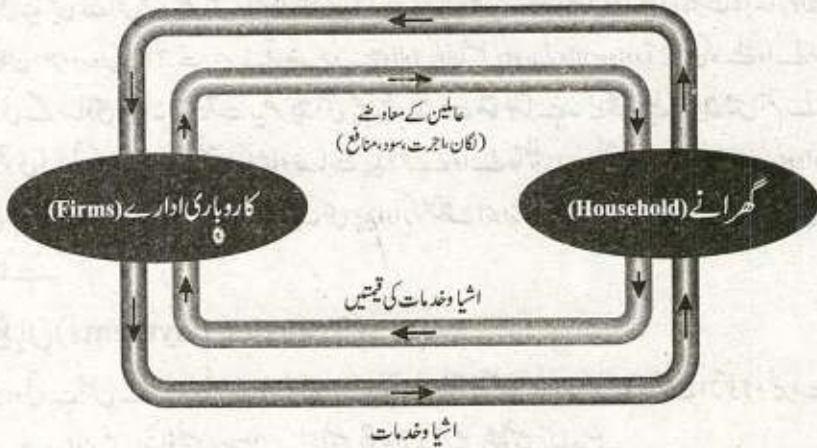 عاملین کے معاوضے
(لگان، اجرت، سود، منافع)
کاروباری ادارے (Firms)
گھرانے (Household)
اشیا و خدمات کی قیمتیں
اشیا و خدمات